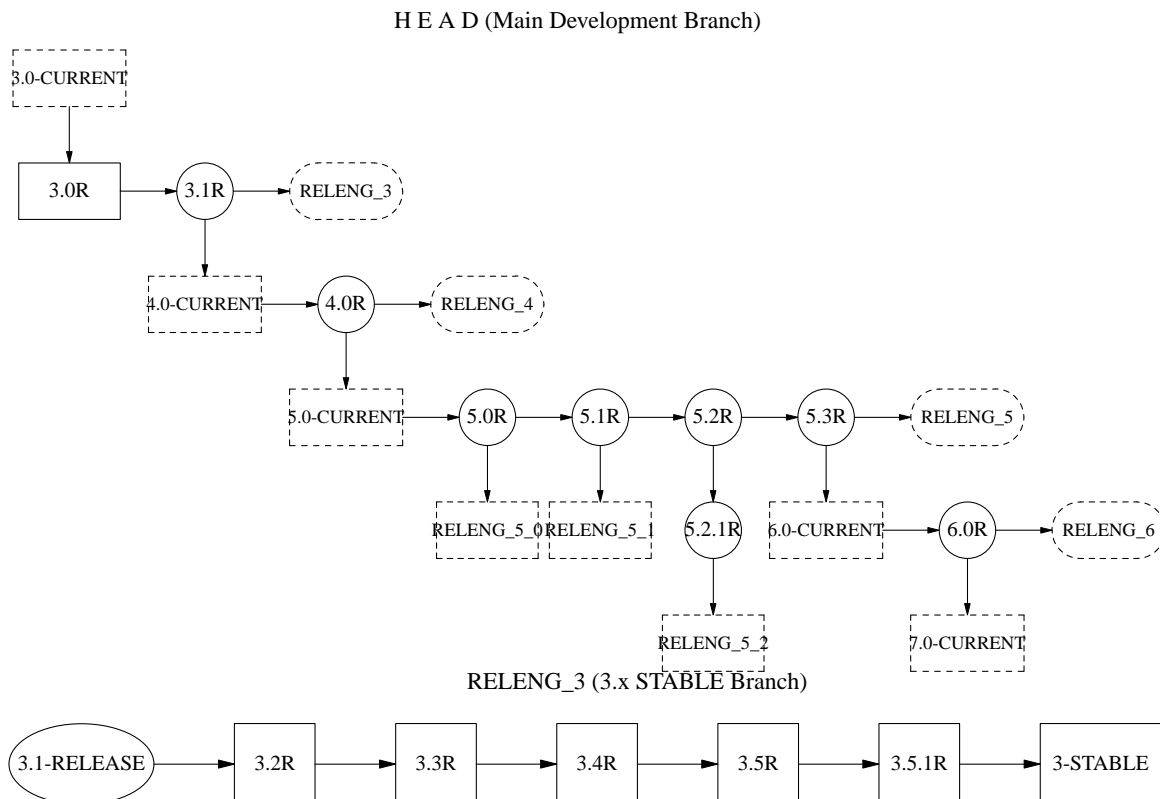 H E A D (Main Development Branch)
3.0-CURRENT
3.0R
3.1R
RELENG_3
4.0-CURRENT
4.0R
RELENG_4
5.0-CURRENT
5.0R
5.1R
5.2R
5.3R
RELENG_5
RELENG_5_0
RELENG_5_1
5.2.1R
6.0-CURRENT
6.0R
RELENG_6
RELENG_5_2
7.0-CURRENT
RELENG_3 (3.x STABLE Branch)
3.1-RELEASE
3.2R
3.3R
3.4R
3.5R
3.5.1R
3-STABLE